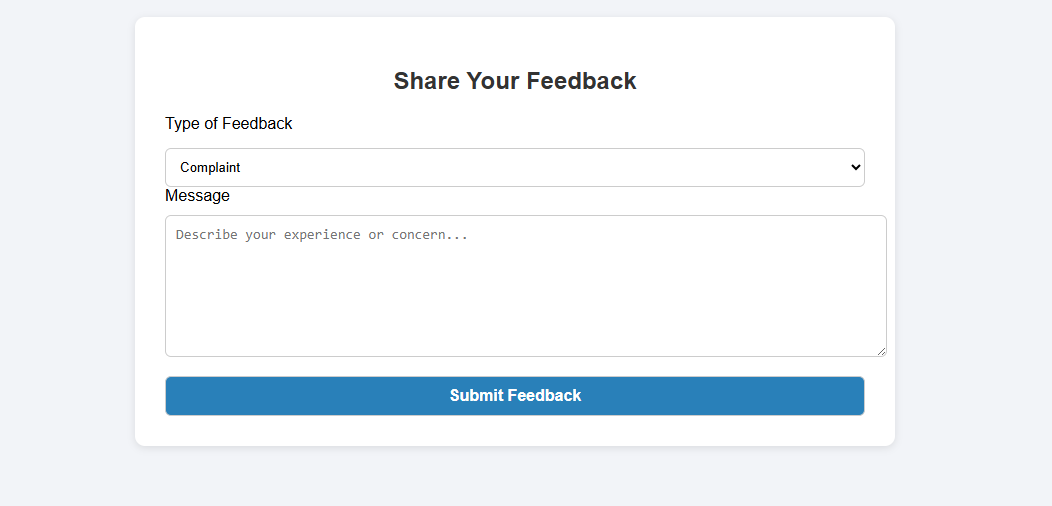 Share Your Feedback
Type of Feedback
Complaint
Message
Describe your experience or concern...
Submit Feedback